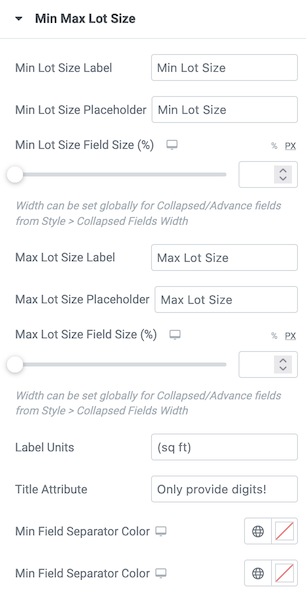 Min Max Lot Size
Min Lot Size Label Min Lot Size
Min Lot Size Placeholder Min Lot Size
Min Lot Size Field Size (%) % PX
Width can be set globally for Collapsed/Advance fields
from Style > Collapsed Fields Width
Max Lot Size Label Max Lot Size
Max Lot Size Placeholder Max Lot Size
Max Lot Size Field Size (%) % PX
Width can be set globally for Collapsed/Advance fields
from Style > Collapsed Fields Width
Label Units (sq ft)
Title Attribute Only provide digits!
Min Field Separator Color
Min Field Separator Color